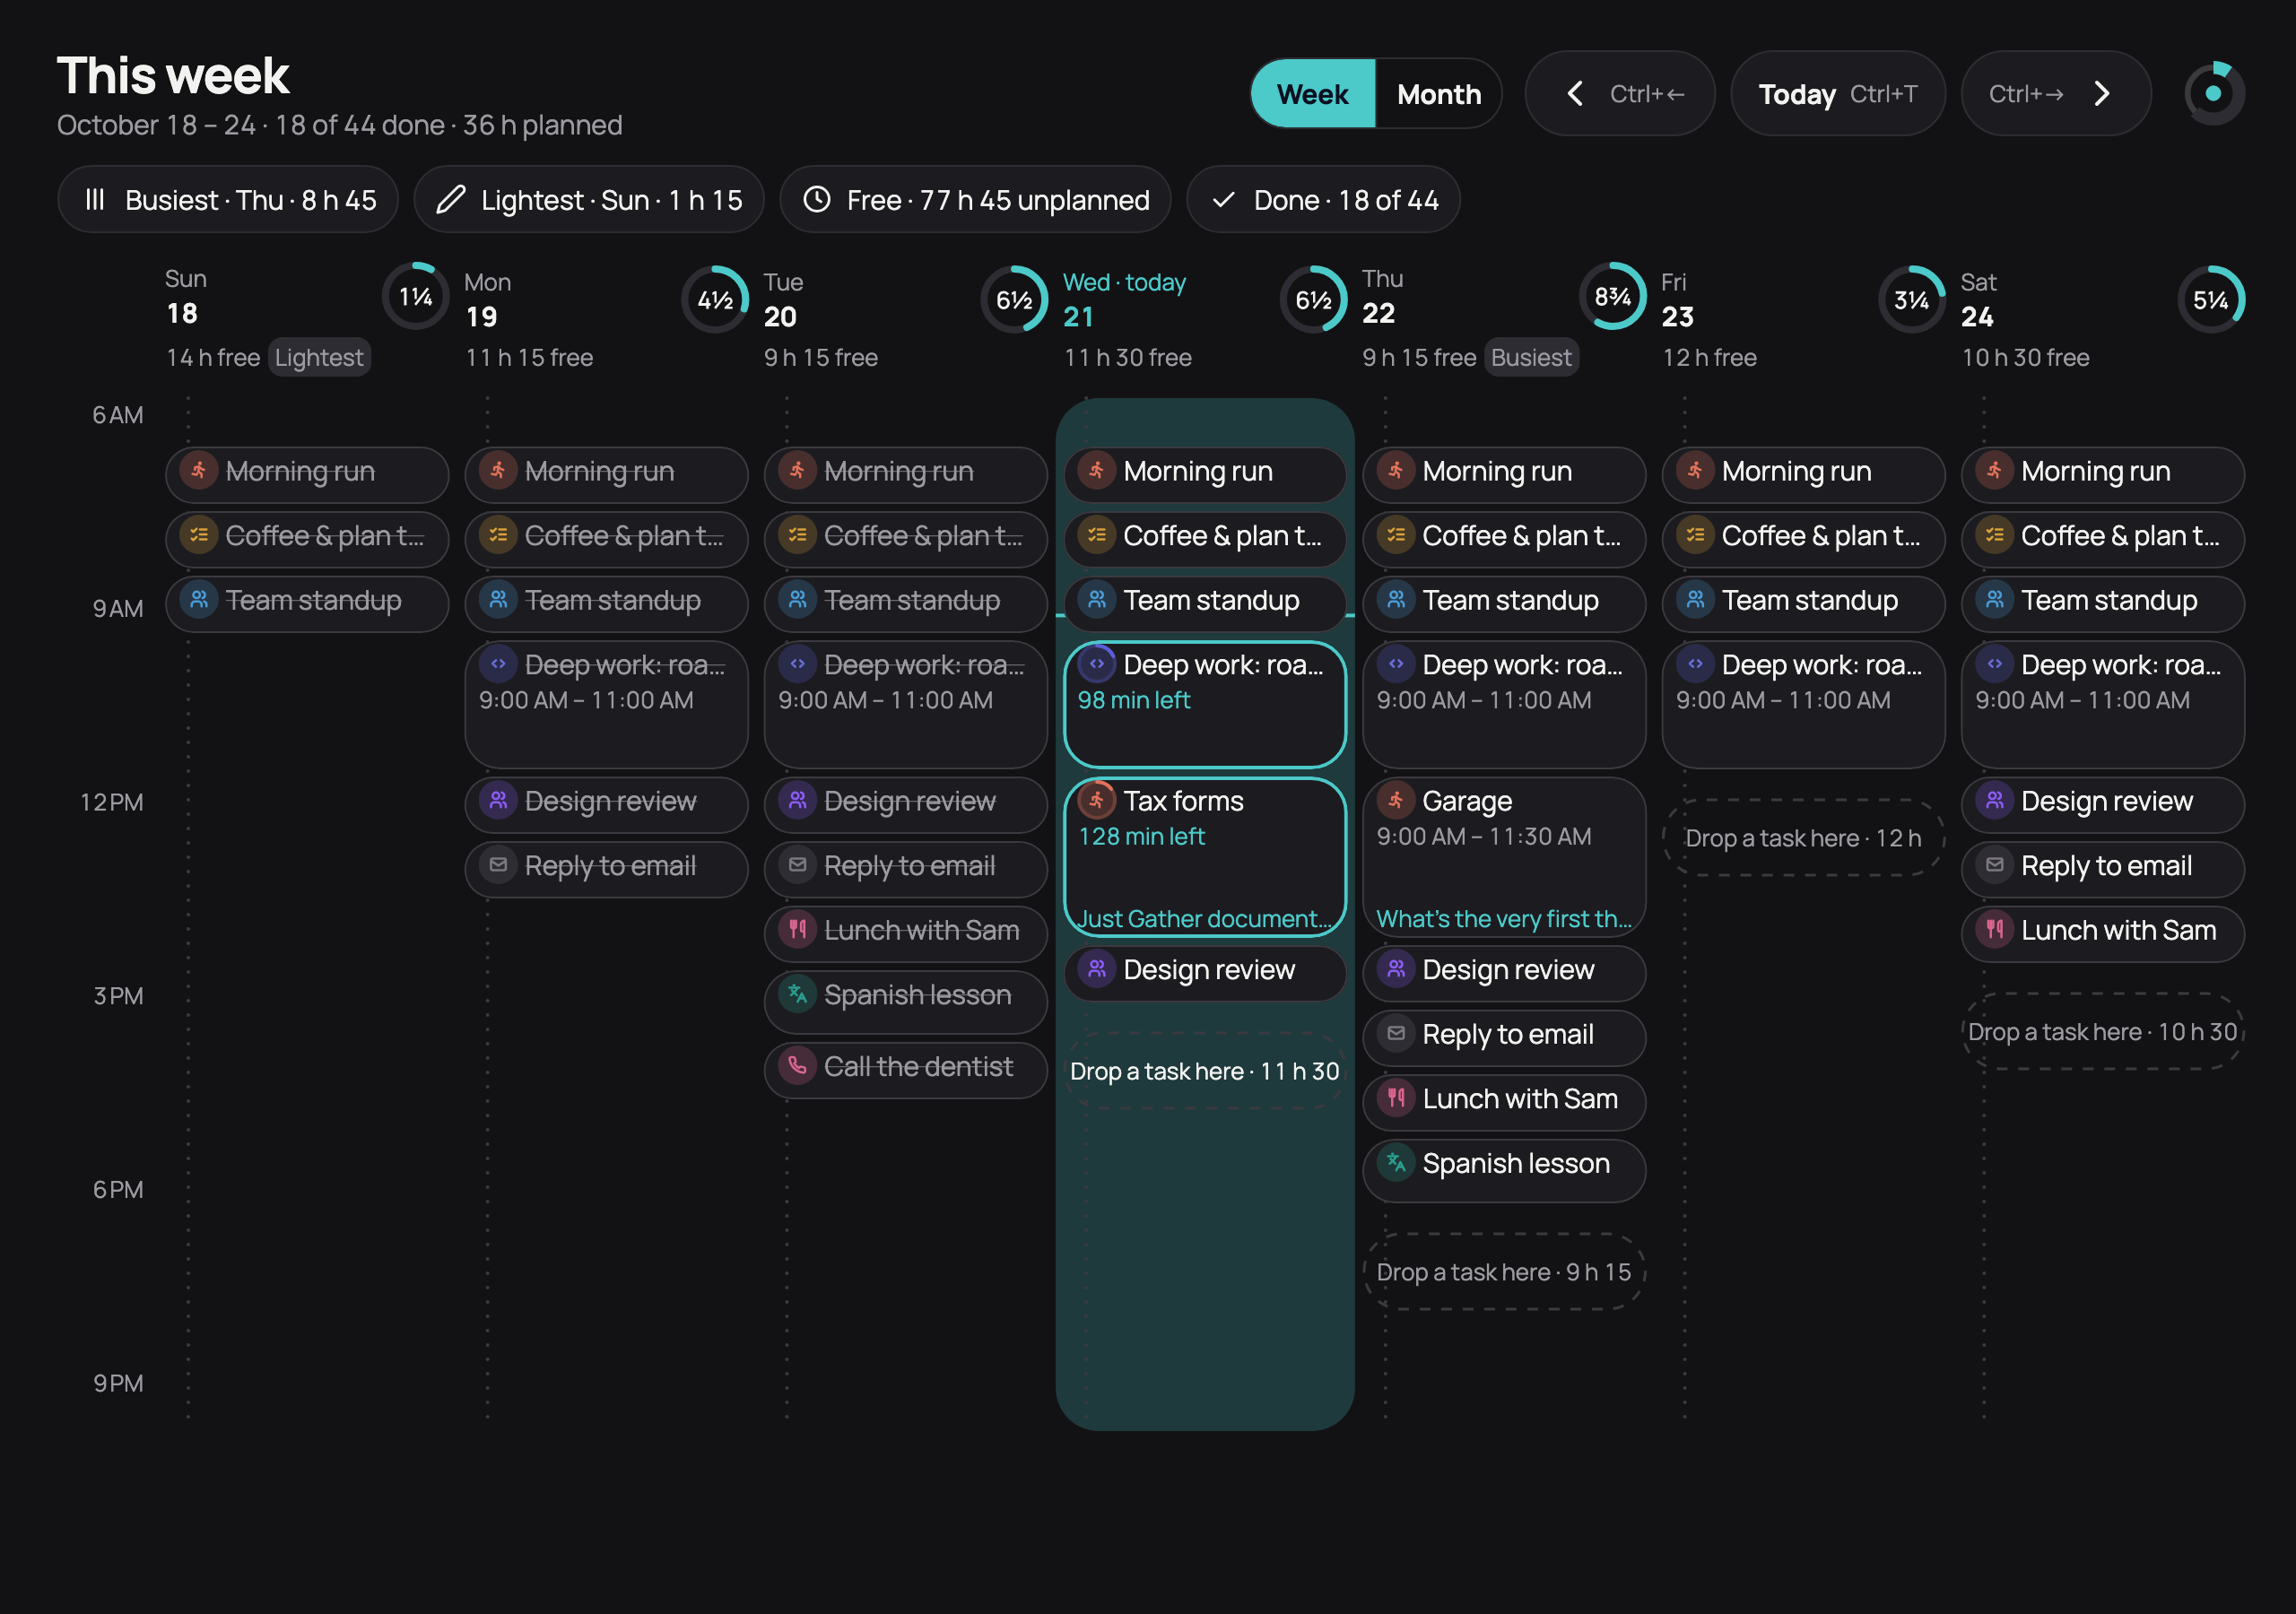 This week
October 18 – 24 · 18 of 44 done · 36 h planned
Week
Month
Ctrl+←
Today Ctrl+T
Ctrl+→
Busiest · Thu · 8 h 45
Lightest · Sun · 1 h 15
Free · 77 h 45 unplanned
Done · 18 of 44
Sun
18
1¼
14 h free Lightest
Mon
19
4½
11 h 15 free
Tue
20
6½
9 h 15 free
Wed · today
21
6½
11 h 30 free
Thu
22
8¾
9 h 15 free Busiest
Fri
23
3¼
12 h free
Sat
24
5¼
10 h 30 free
6 AM
9 AM
12 PM
3 PM
6 PM
9 PM
Morning run
Coffee & plan t...
Team standup
Morning run
Coffee & plan t...
Team standup
Deep work: roa...
9:00 AM – 11:00 AM
Design review
Reply to email
Morning run
Coffee & plan t...
Team standup
Deep work: roa...
9:00 AM – 11:00 AM
Design review
Reply to email
Lunch with Sam
Spanish lesson
Call the dentist
Morning run
Coffee & plan t...
Team standup
Deep work: roa...
98 min left
Tax forms
128 min left
Just Gather document...
Design review
Drop a task here · 11 h 30
Morning run
Coffee & plan t...
Team standup
Deep work: roa...
9:00 AM – 11:00 AM
Garage
9:00 AM – 11:30 AM
What's the very first th...
Design review
Reply to email
Lunch with Sam
Spanish lesson
Drop a task here · 9 h 15
Morning run
Coffee & plan t...
Team standup
Deep work: roa...
9:00 AM – 11:00 AM
Drop a task here · 12 h
Morning run
Coffee & plan t...
Team standup
Deep work: roa...
9:00 AM – 11:00 AM
Design review
Reply to email
Lunch with Sam
Drop a task here · 10 h 30